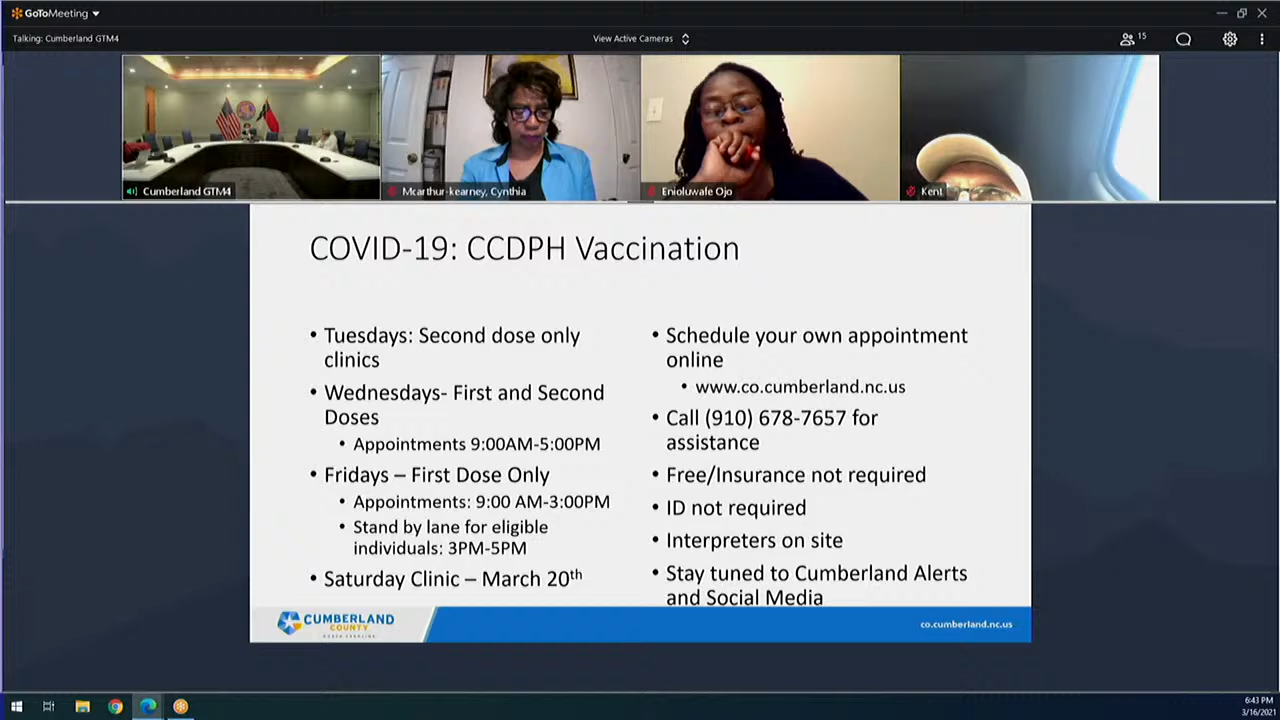 GoToMeeting
Talking: Cumberland GTM4
View Active Cameras
15
Cumberland GTM4
Mcarthur-kearney, Cynthia
Enioluwale Ojo
Kent
COVID-19: CCDPH Vaccination
• Tuesdays: Second dose only
clinics
• Wednesdays- First and Second
Doses
• Appointments 9:00AM-5:00PM
• Fridays – First Dose Only
• Appointments: 9:00 AM-3:00PM
• Stand by lane for eligible
individuals: 3PM-5PM
• Saturday Clinic – March 20th
• Schedule your own appointment
online
• www.co.cumberland.nc.us
• Call (910) 678-7657 for
assistance
• Free/Insurance not required
• ID not required
• Interpreters on site
• Stay tuned to Cumberland Alerts
and Social Media
CUMBERLAND
COUNTY
NORTH CAROLINA
co.cumberland.nc.us
6:43 PM
3/16/2021